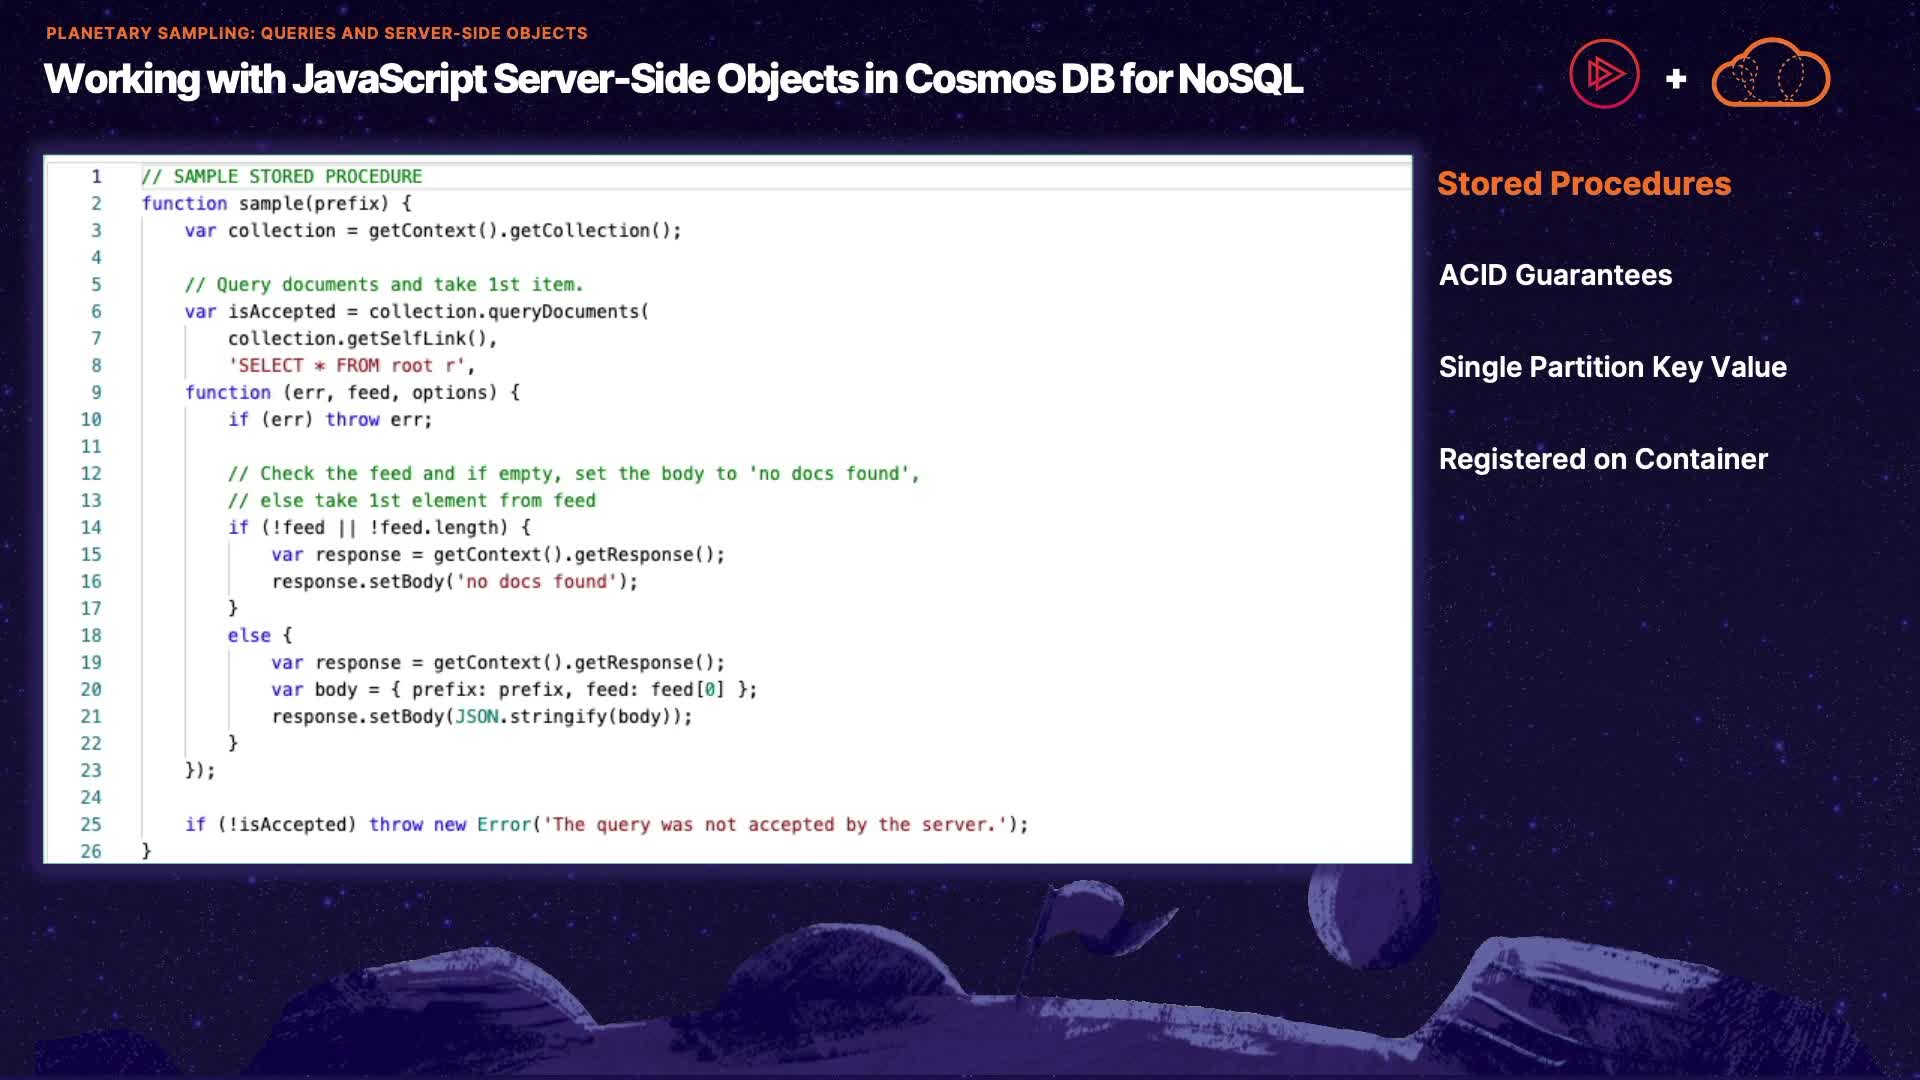 PLANETARY SAMPLING: QUERIES AND SERVER-SIDE OBJECTS
Working with JavaScript Server-Side Objects in Cosmos DB for NoSQL
+
1 // SAMPLE STORED PROCEDURE
2 function sample(prefix) {
3 var collection = getContext().getCollection();
4
5 // Query documents and take 1st item.
6 var isAccepted = collection.queryDocuments(
7 collection.getSelfLink(),
8 'SELECT * FROM root r',
9 function (err, feed, options) {
10 if (err) throw err;
11
12 // Check the feed and if empty, set the body to 'no docs found',
13 // else take 1st element from feed
14 if (!feed || !feed.length) {
15 var response = getContext().getResponse();
16 response.setBody('no docs found');
17 }
18 else {
19 var response = getContext().getResponse();
20 var body = { prefix: prefix, feed: feed[0] };
21 response.setBody(JSON.stringify(body));
22 }
23 });
24
25 if (!isAccepted) throw new Error('The query was not accepted by the server.');
26 }
Stored Procedures
ACID Guarantees
Single Partition Key Value
Registered on Container